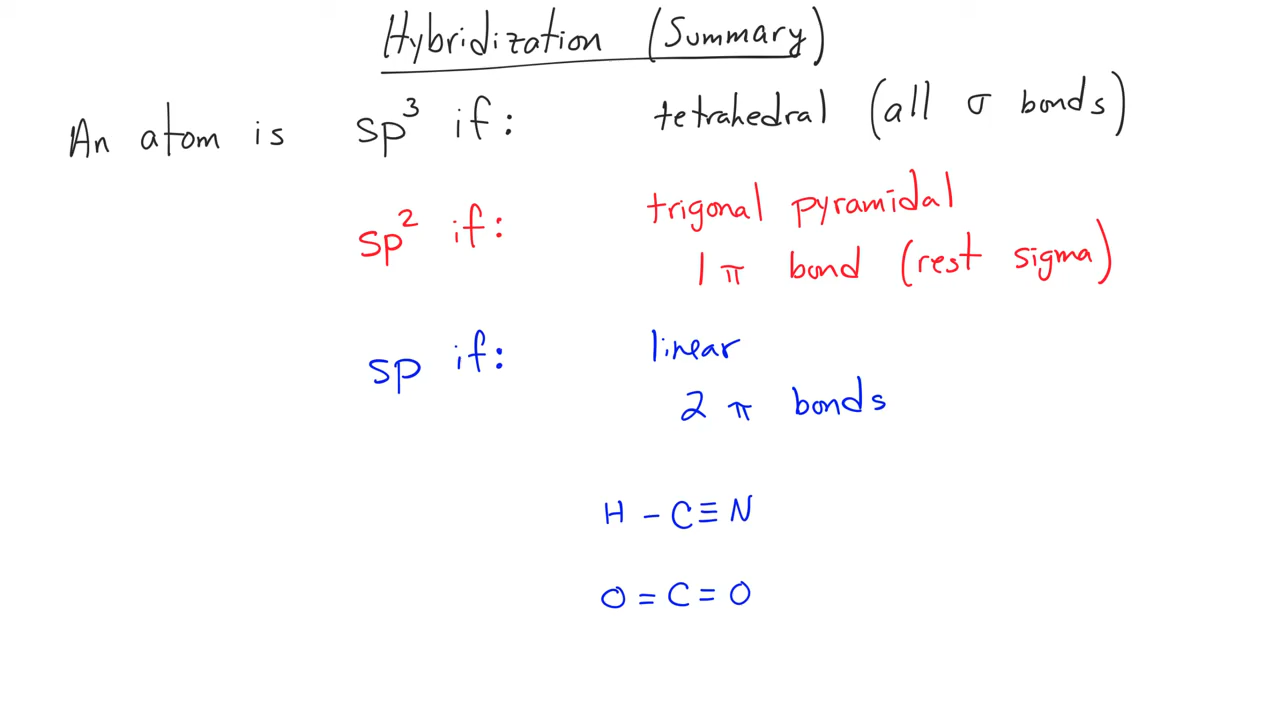 Hybridization (Summary)
An atom is sp³ if: tetrahedral (all σ bonds)
sp² if: trigonal pyramidal
1 π bond (rest sigma)
sp if: linear
2 π bonds
H - C ≡ N
O = C = O